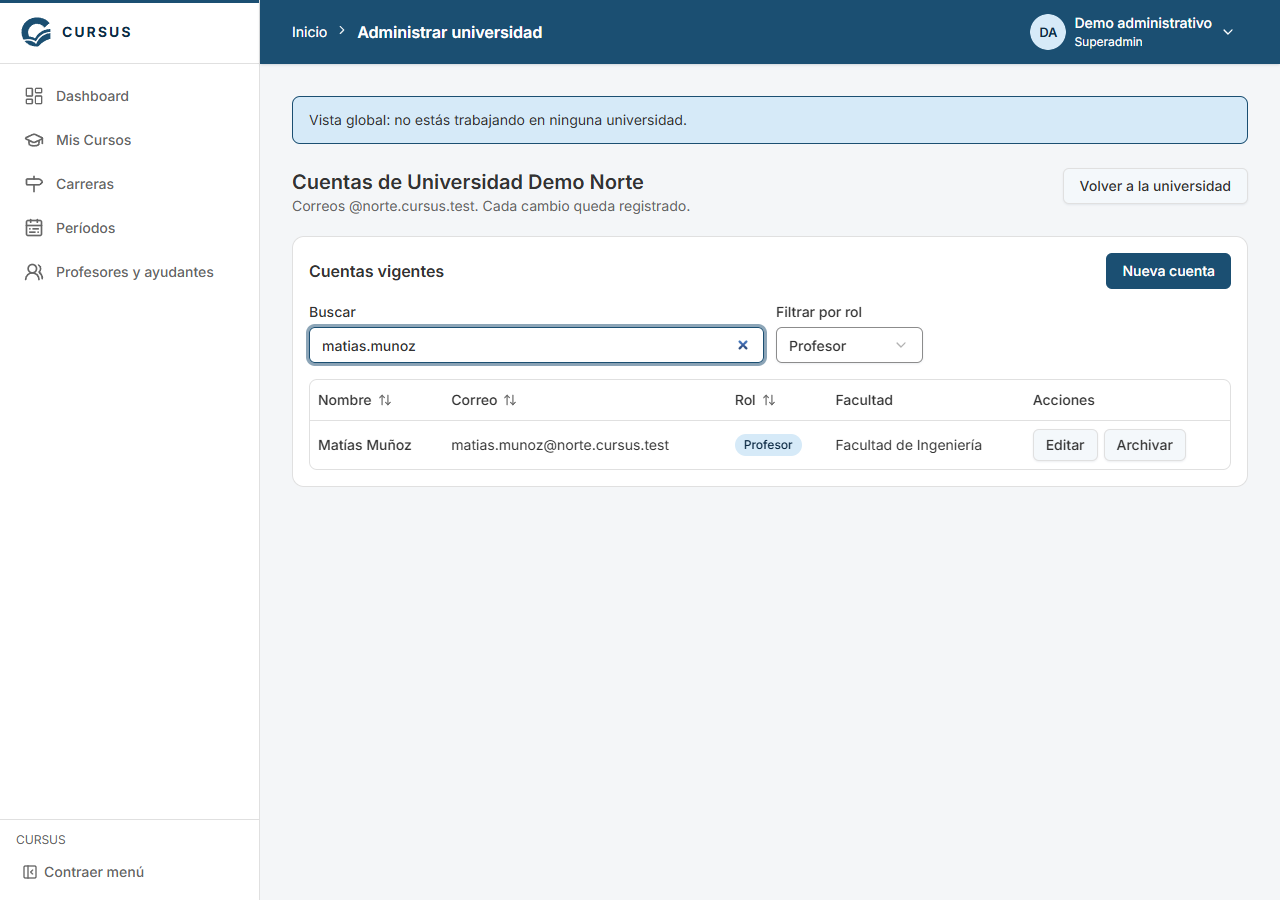 CURSUS
Inicio > Administrar universidad
DA
Demo administrativo
Superadmin
Dashboard
Mis Cursos
Carreras
Períodos
Profesores y ayudantes
Vista global: no estás trabajando en ninguna universidad.
Cuentas de Universidad Demo Norte
Correos @norte.cursus.test. Cada cambio queda registrado.
Volver a la universidad
Cuentas vigentes
Nueva cuenta
Buscar
Filtrar por rol
matias.munoz
Profesor
Nombre Correo Rol Facultad Acciones
Matías Muñoz matias.munoz@norte.cursus.test Profesor Facultad de Ingeniería Editar Archivar
CURSUS
Contraer menú